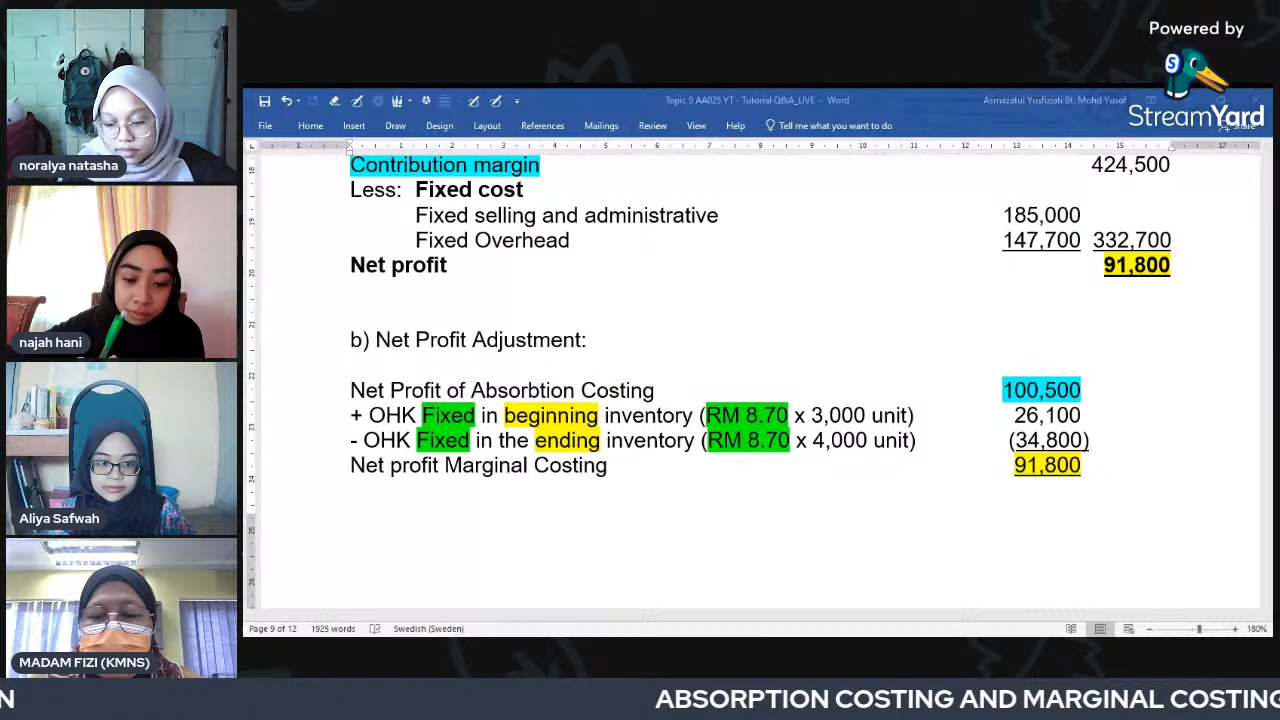 Powered by
S
StreamYard
noralya natasha
najah hani
Aliya Safwah
MADAM FIZI (KMNS)
Topic 9 AA025 YT - Tutorial Q&A_LIVE - Word
Asmazatul Yusfiziati Bt. Mohd Yusof
File Home Insert Draw Design Layout References Mailings Review View Help Tell me what you want to do
Share
Contribution margin 424,500
Less: Fixed cost
Fixed selling and administrative 185,000
Fixed Overhead 147,700 332,700
Net profit 91,800
b) Net Profit Adjustment:
Net Profit of Absorbtion Costing 100,500
+ OHK Fixed in beginning inventory (RM 8.70 x 3,000 unit) 26,100
- OHK Fixed in the ending inventory (RM 8.70 x 4,000 unit) (34,800)
Net profit Marginal Costing 91,800
Page 9 of 12 1925 words Swedish (Sweden) 180%
N ABSORPTION COSTING AND MARGINAL COSTING